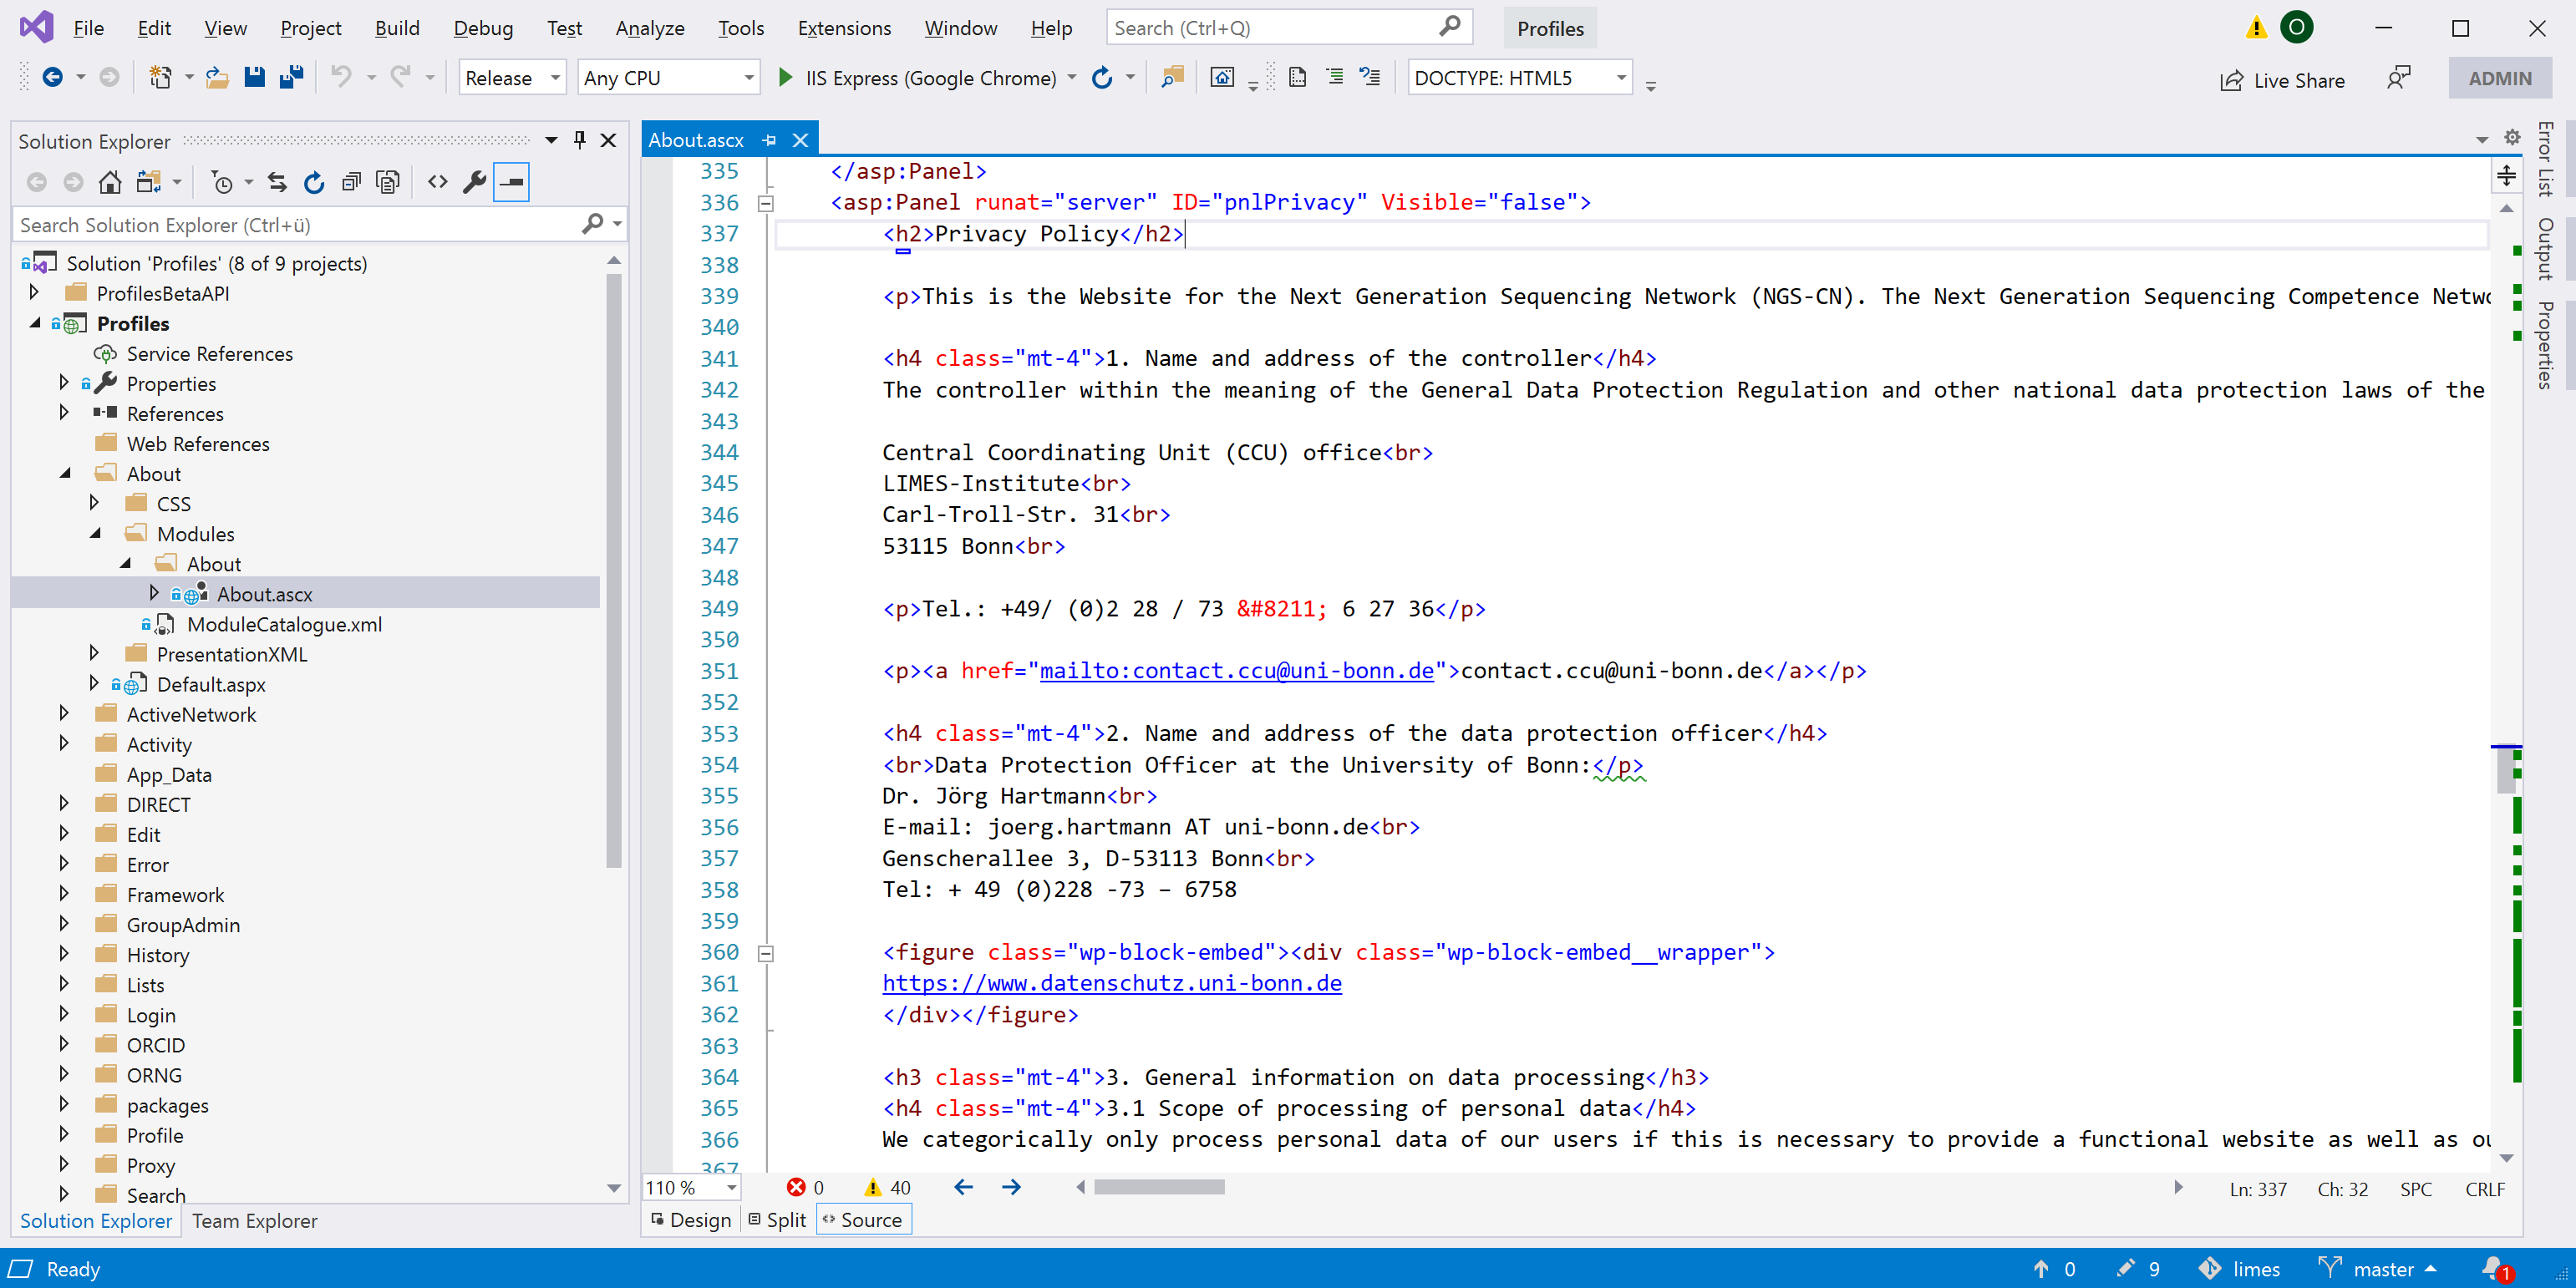 File Edit View Project Build Debug Test Analyze Tools Extensions Window Help Search (Ctrl+Q) Profiles O
Release Any CPU IIS Express (Google Chrome) DOCTYPE: HTML5 Live Share ADMIN
Solution Explorer
Search Solution Explorer (Ctrl+ü)
Solution 'Profiles' (8 of 9 projects)
ProfilesBetaAPI
Profiles
Service References
Properties
References
Web References
About
CSS
Modules
About
About.ascx
ModuleCatalogue.xml
PresentationXML
Default.aspx
ActiveNetwork
Activity
App_Data
DIRECT
Edit
Error
Framework
GroupAdmin
History
Lists
Login
ORCID
ORNG
packages
Profile
Proxy
Search
Solution Explorer Team Explorer
About.ascx
335 </asp:Panel>
336 <asp:Panel runat="server" ID="pnlPrivacy" Visible="false">
337 <h2>Privacy Policy</h2>
338
339 <p>This is the Website for the Next Generation Sequencing Network (NGS-CN). The Next Generation Sequencing Competence Netwo
340
341 <h4 class="mt-4">1. Name and address of the controller</h4>
342 The controller within the meaning of the General Data Protection Regulation and other national data protection laws of the
343
344 Central Coordinating Unit (CCU) office<br>
345 LIMES-Institute<br>
346 Carl-Troll-Str. 31<br>
347 53115 Bonn<br>
348
349 <p>Tel.: +49/ (0)2 28 / 73 &#8211; 6 27 36</p>
350
351 <p><a href="mailto:contact.ccu@uni-bonn.de">contact.ccu@uni-bonn.de</a></p>
352
353 <h4 class="mt-4">2. Name and address of the data protection officer</h4>
354 <br>Data Protection Officer at the University of Bonn:</p>
355 Dr. Jörg Hartmann<br>
356 E-mail: joerg.hartmann AT uni-bonn.de<br>
357 Genscherallee 3, D-53113 Bonn<br>
358 Tel: + 49 (0)228 -73 – 6758
359
360 <figure class="wp-block-embed"><div class="wp-block-embed__wrapper">
361 https://www.datenschutz.uni-bonn.de
362 </div></figure>
363
364 <h3 class="mt-4">3. General information on data processing</h3>
365 <h4 class="mt-4">3.1 Scope of processing of personal data</h4>
366 We categorically only process personal data of our users if this is necessary to provide a functional website as well as ou
367
110 % 0 40 Ln: 337 Ch: 32 SPC CRLF
Design Split Source
Error List
Output
Properties
Ready 0 9 limes master 1